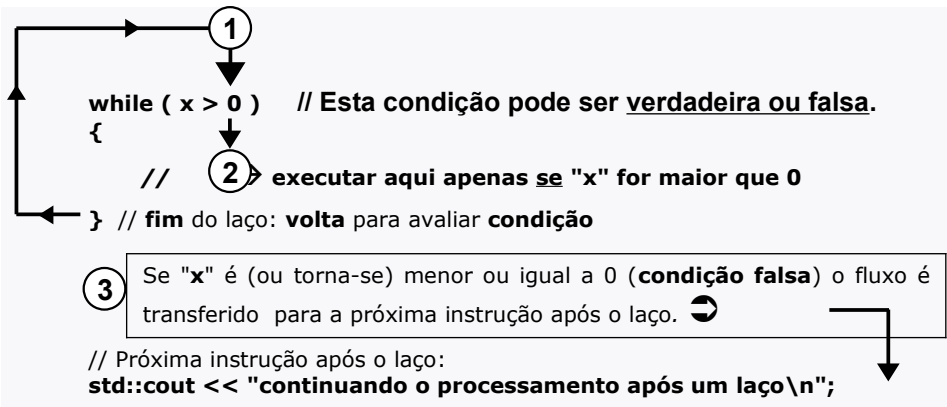 1
while ( x > 0 ) // Esta condição pode ser verdadeira ou falsa.
{
// 2 executar aqui apenas se "x" for maior que 0
} // fim do laço: volta para avaliar condição
3 Se "x" é (ou torna-se) menor ou igual a 0 (condição falsa) o fluxo é
transferido para a próxima instrução após o laço.
// Próxima instrução após o laço:
std::cout << "continuando o processamento após um laço\n";